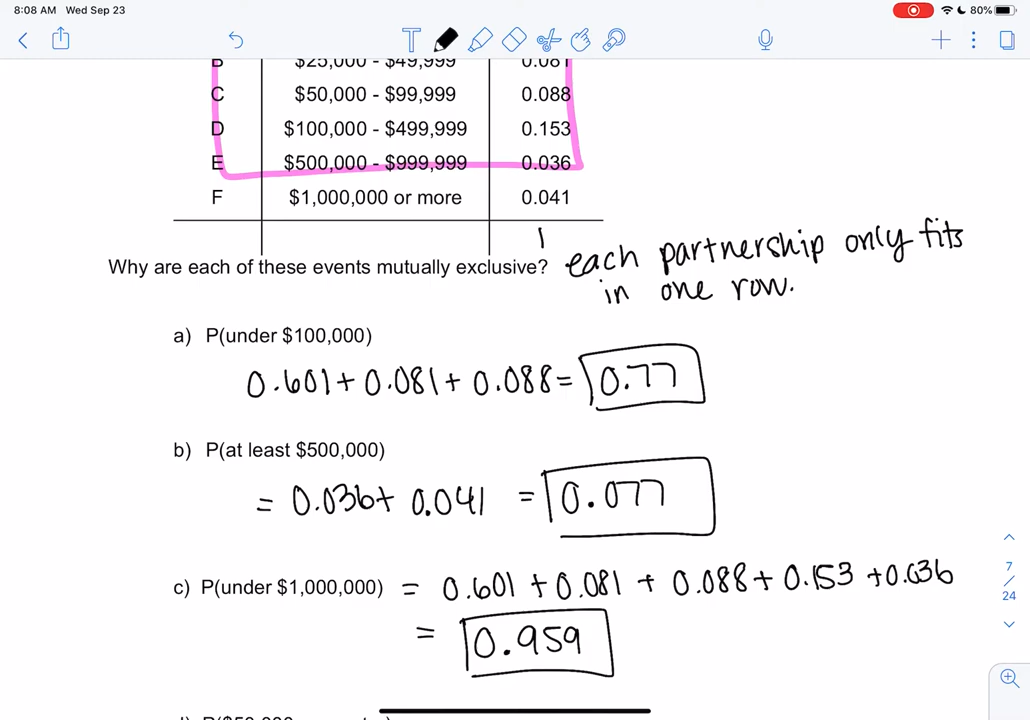 8:08 AM Wed Sep 23
80%
B $25,000 - $49,999 0.081
C $50,000 - $99,999 0.088
D $100,000 - $499,999 0.153
E $500,000 - $999,999 0.036
F $1,000,000 or more 0.041
1
Why are each of these events mutually exclusive? each partnership only fits
in one row.
a) P(under $100,000)
0.601 + 0.081 + 0.088 = 0.77
b) P(at least $500,000)
= 0.036 + 0.041 = 0.077
c) P(under $1,000,000) = 0.601 + 0.081 + 0.088 + 0.153 + 0.036
= 0.959
7
/
24